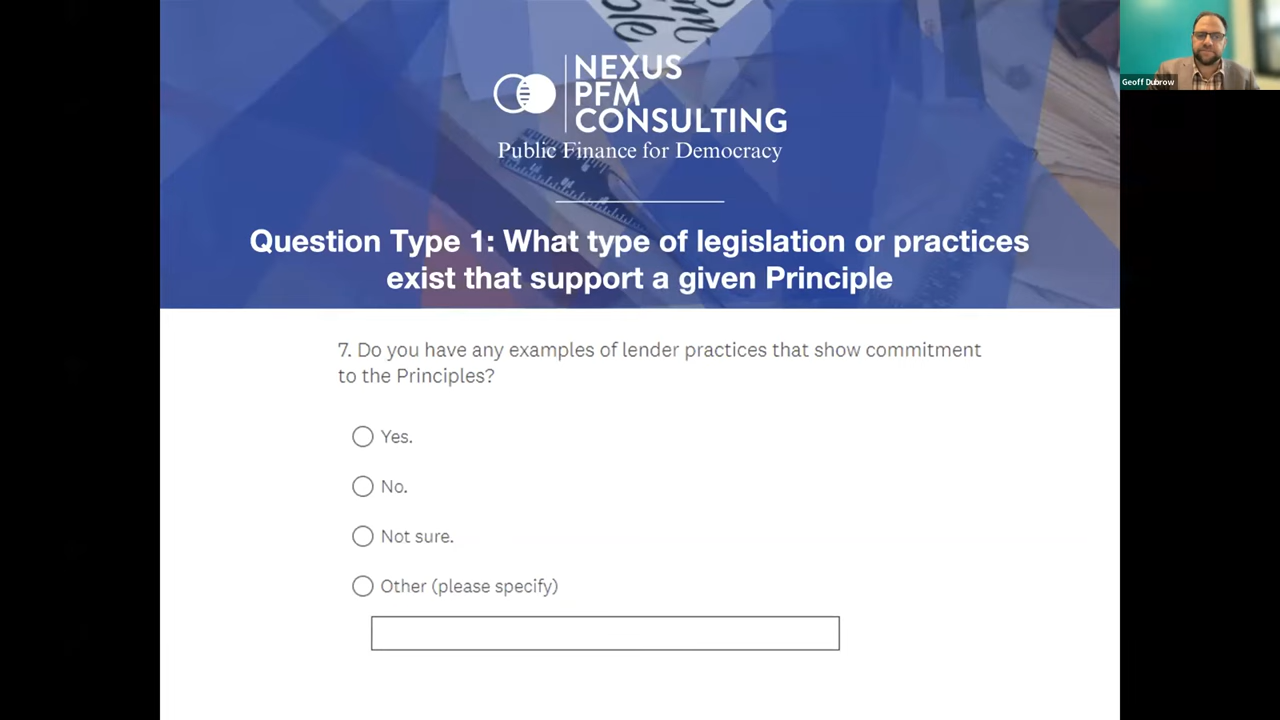 NEXUS
PFM
CONSULTING
Public Finance for Democracy
Geoff Dubrow
Question Type 1: What type of legislation or practices
exist that support a given Principle
7. Do you have any examples of lender practices that show commitment
to the Principles?
Yes.
No.
Not sure.
Other (please specify)